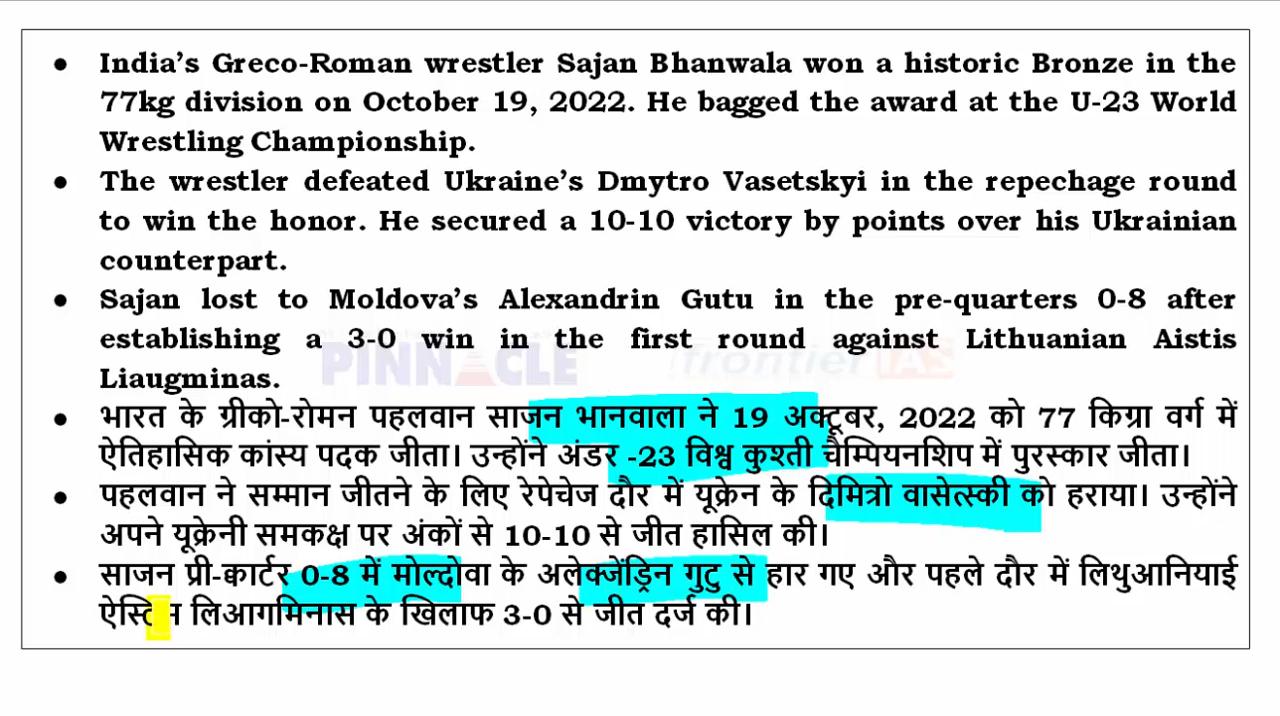 ● India's Greco-Roman wrestler Sajan Bhanwala won a historic Bronze in the
77kg division on October 19, 2022. He bagged the award at the U-23 World
Wrestling Championship.
● The wrestler defeated Ukraine's Dmytro Vasetskyi in the repechage round
to win the honor. He secured a 10-10 victory by points over his Ukrainian
counterpart.
● Sajan lost to Moldova's Alexandrin Gutu in the pre-quarters 0-8 after
establishing a 3-0 win in the first round against Lithuanian Aistis
PINNACLE frontier IAS
Liaugminas.
● भारत के ग्रीको-रोमन पहलवान साजन भानवाला ने 19 अक्टूबर, 2022 को 77 किग्रा वर्ग में
ऐतिहासिक कांस्य पदक जीता। उन्होंने अंडर -23 विश्व कुश्ती चैम्पियनशिप में पुरस्कार जीता।
● पहलवान ने सम्मान जीतने के लिए रेपेचेज दौर में यूक्रेन के दिमित्रो वासेत्स्की को हराया। उन्होंने
अपने यूक्रेनी समकक्ष पर अंकों से 10-10 से जीत हासिल की।
● साजन प्री-क्वार्टर 0-8 में मोल्दोवा के अलेक्जेंड्रिन गुटु से हार गए और पहले दौर में लिथुआनियाई
लिआगमिनास के खिलाफ 3-0 से जीत दर्ज की।